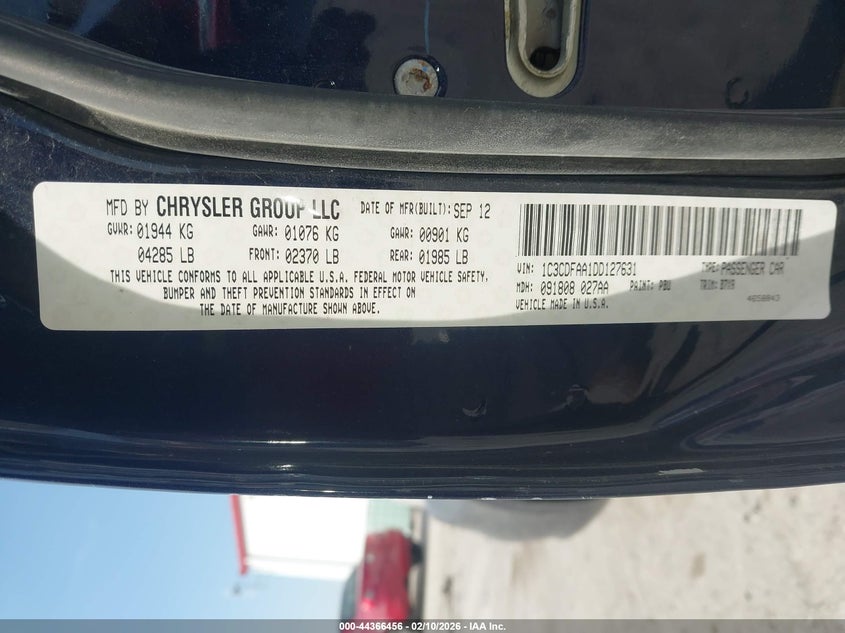 MFD BY CHRYSLER GROUP LLC DATE OF MFR(BUILT): SEP 12
GVWR: 01944 KG GAWR: 01076 KG GAWR: 00901 KG
04285 LB FRONT: 02370 LB REAR: 01985 LB
THIS VEHICLE CONFORMS TO ALL APPLICABLE U.S.A. FEDERAL MOTOR VEHICLE SAFETY,
BUMPER AND THEFT PREVENTION STANDARDS IN EFFECT ON
THE DATE OF MANUFACTURE SHOWN ABOVE.
VIN: 1C3CDFAA1DD127631 TYPE: PASSENGER CAR
MDH: 091808 027AA PAINT: PBU TRIM:
VEHICLE MADE IN U.S.A.
000-44366456 - 02/10/2026 - IAA Inc.